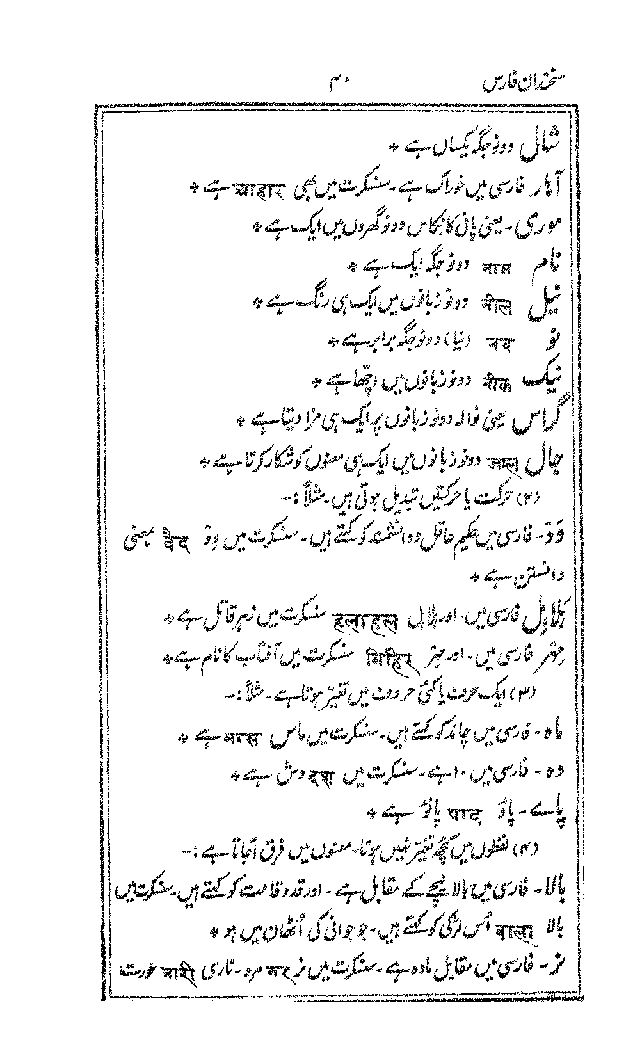 سخندان فارس ۴۰
شال دونو جگہ یکساں ہے *
آہار فارسی میں خوراک ہے۔ سنسکرت میں بھی आहार ہے *
موری۔ یعنی پانی کا نکاس دونو گھروں میں ایک ہے *
نام नाम دونو جگہ ایک ہے *
نیل नील دونو زبانوں میں ایک ہی رنگ ہے *
نو नव (نیا) دونو جگہ برابر ہے *
نیک नीक دونو زبانوں میں اچھا ہے *
گراس یعنی نوالہ دونو زبانوں پر ایک ہی مزا دیتا ہے *
جال जाल دونو زبانوں میں ایک ہی معنوں کو شکار کرتا ہے *
(۲) حرکت یا حرکتیں تبدیل ہوتی ہیں۔ مثلاً :-
وَد۔ فارسی میں حکیم عاقل و دانشمند کو کہتے ہیں۔ سنسکرت میں وِد वैद بمعنی
دانستن ہے *
ہلاہل فارسی میں۔ اور ہلاہل हलाहल سنسکرت میں زہر قاتل ہے *
مِہر فارسی میں۔ اور مہر मिहिर سنسکرت میں آفتاب کا نام ہے *
(۳) ایک حرف یا کئی حروف میں تغیّر ہوتا ہے۔ مثلاً :-
ماہ۔ فارسی میں چاند کو کہتے ہیں۔ سنسکرت میں ماس मास ہے *
دہ۔ فارسی میں ۱۰ ہے۔ سنسکرت میں दश دش ہے *
پاے۔ پاؤ पाद پاؤ ہے *
(۴) لفظوں میں کچھ تغیّر نہیں ہوتا۔ معنوں میں فرق آجاتا ہے :-
بالا۔ فارسی میں بالا نیچے کے مقابل ہے۔ اور قد و قامت کو کہتے ہیں۔ سنسکرت میں
بالا बाला اُس لڑکی کو کہتے ہیں۔ جو جوانی کی اُٹھان میں ہو *
نر۔ فارسی میں مقابل مادہ ہے۔ سنسکرت میں نر नर مرد۔ ناری नारी عورت